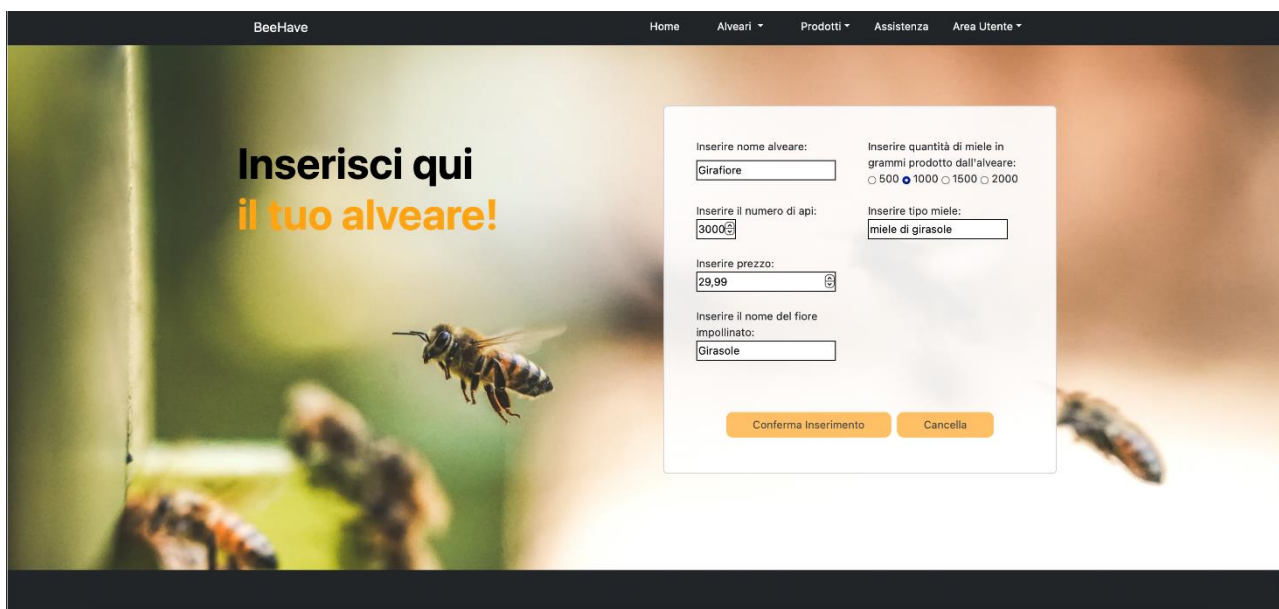 BeeHave
Home
Alveari
Prodotti
Assistenza
Area Utente
Inserisci qui
il tuo alveare!
Inserire nome alveare:
Girafiore
Inserire il numero di api:
3000
Inserire prezzo:
29,99
Inserire il nome del fiore
impollinato:
Girasole
Inserire quantità di miele in
grammi prodotto dall'alveare:
500 1000 1500 2000
Inserire tipo miele:
miele di girasole
Conferma Inserimento
Cancella